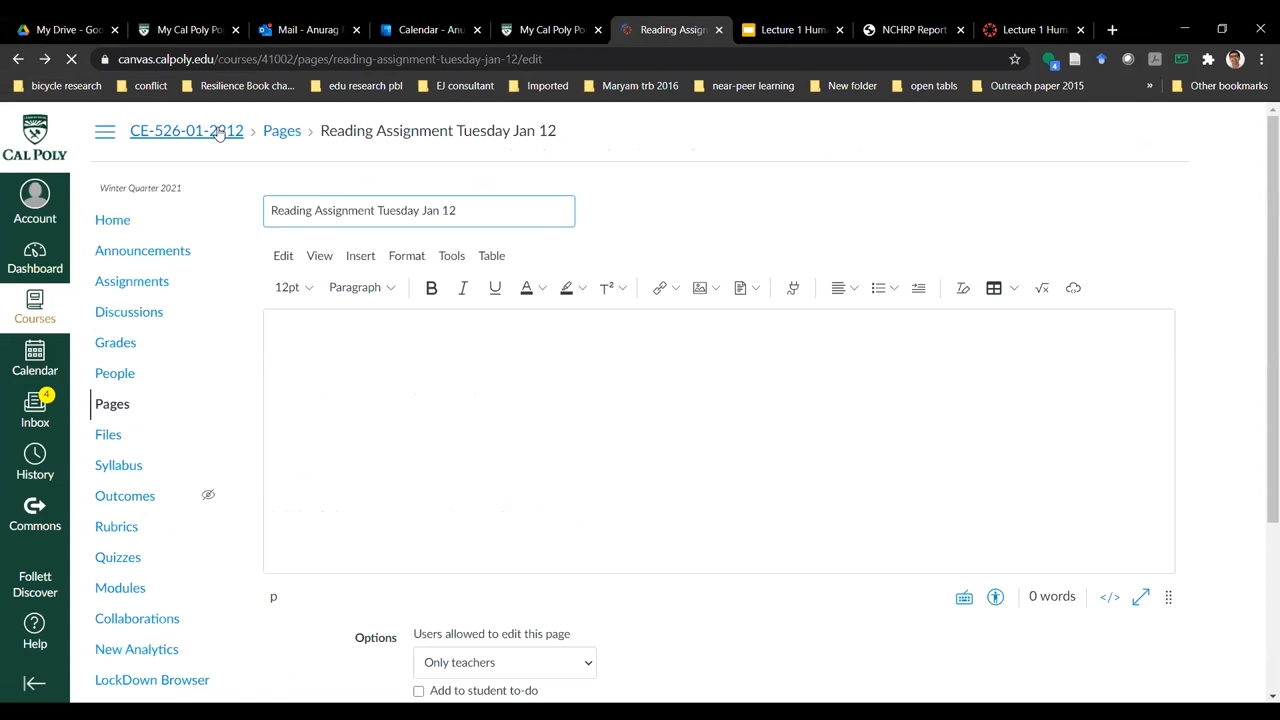 My Drive - Goo
My Cal Poly Po
Mail - Anurag
Calendar - Anu
My Cal Poly Po
Reading Assign
Lecture 1 Hum
NCHRP Report
Lecture 1 Hum
canvas.calpoly.edu/courses/41002/pages/reading-assignment-tuesday-jan-12/edit
4
bicycle research
conflict
Resilience Book cha...
edu research pbl
EJ consultant
Imported
Maryam trb 2016
near-peer learning
New folder
open tabs
Outreach paper 2015
»
Other bookmarks
CAL POLY
CE-526-01-2212 > Pages > Reading Assignment Tuesday Jan 12
Account
Dashboard
Courses
Calendar
4
Inbox
History
Commons
Follett
Discover
Help
Winter Quarter 2021
Home
Announcements
Assignments
Discussions
Grades
People
Pages
Files
Syllabus
Outcomes
Rubrics
Quizzes
Modules
Collaborations
New Analytics
LockDown Browser
Reading Assignment Tuesday Jan 12
Edit View Insert Format Tools Table
12pt Paragraph B I U A T²
p
0 words </>
Options
Users allowed to edit this page
Only teachers
Add to student to-do